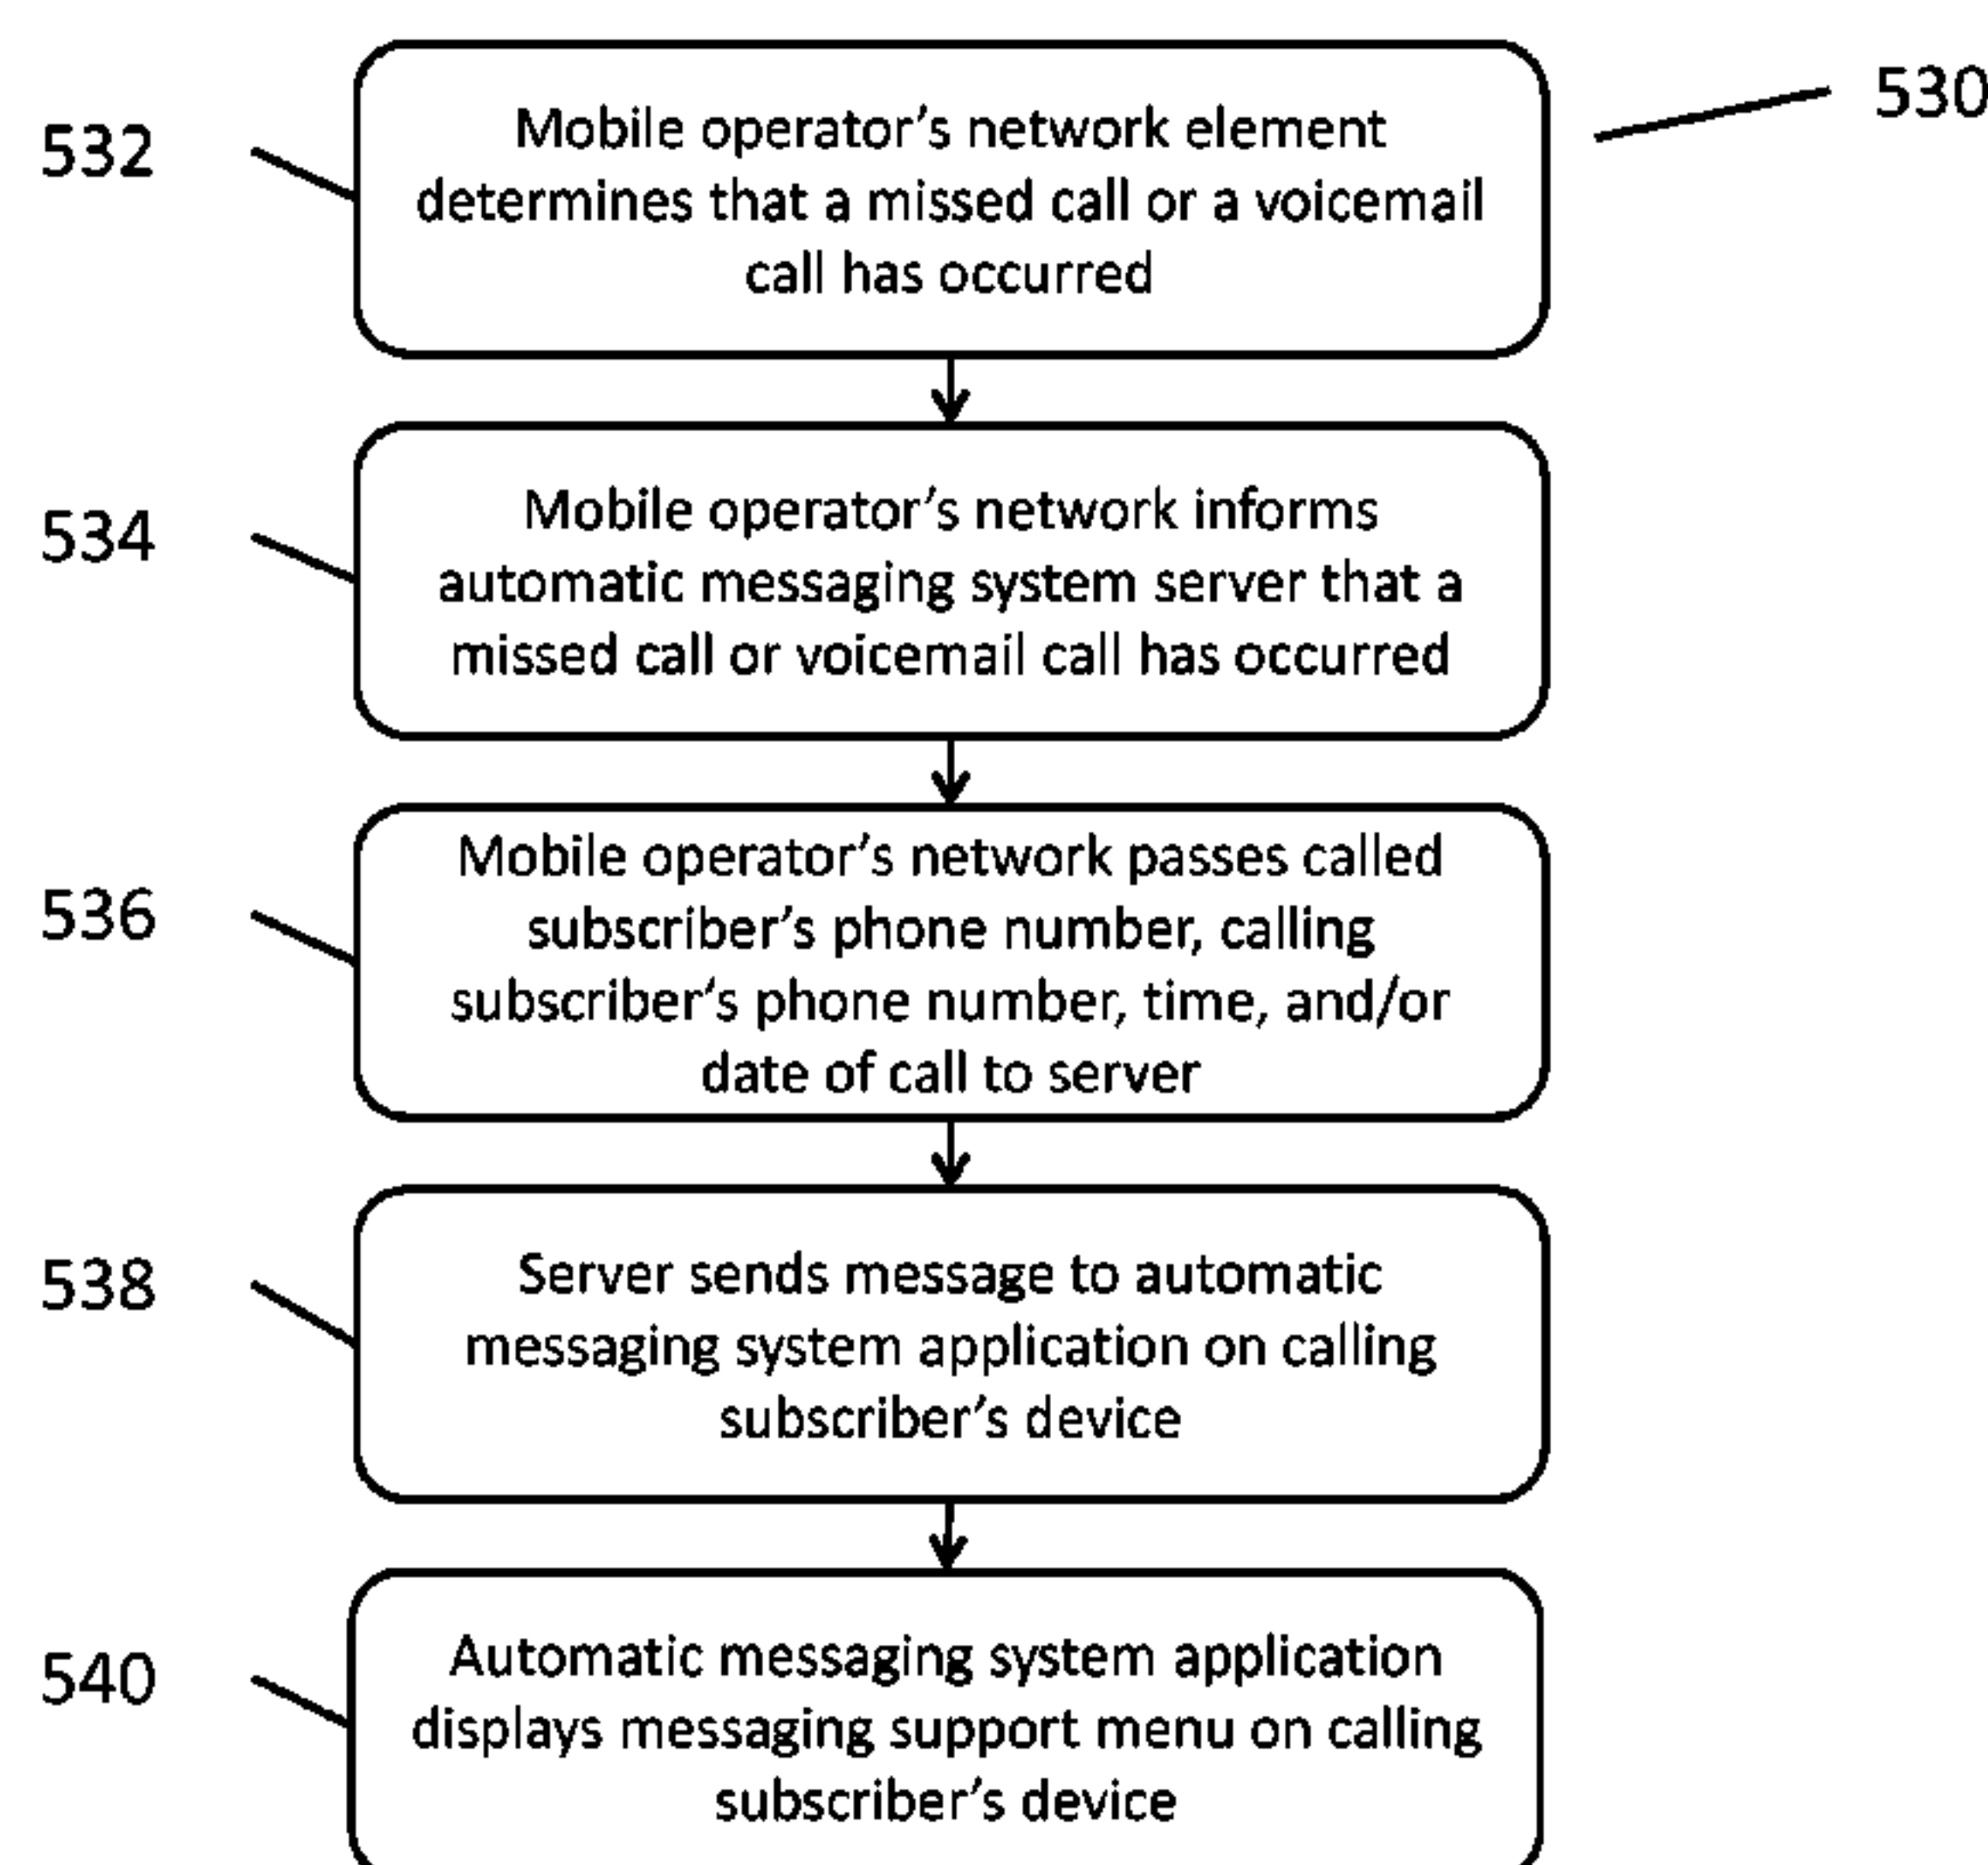 530
532
Mobile operator's network element
determines that a missed call or a voicemail
call has occurred
534
Mobile operator's network informs
automatic messaging system server that a
missed call or voicemail call has occurred
536
Mobile operator's network passes called
subscriber's phone number, calling
subscriber's phone number, time, and/or
date of call to server
538
Server sends message to automatic
messaging system application on calling
subscriber's device
540
Automatic messaging system application
displays messaging support menu on calling
subscriber's device